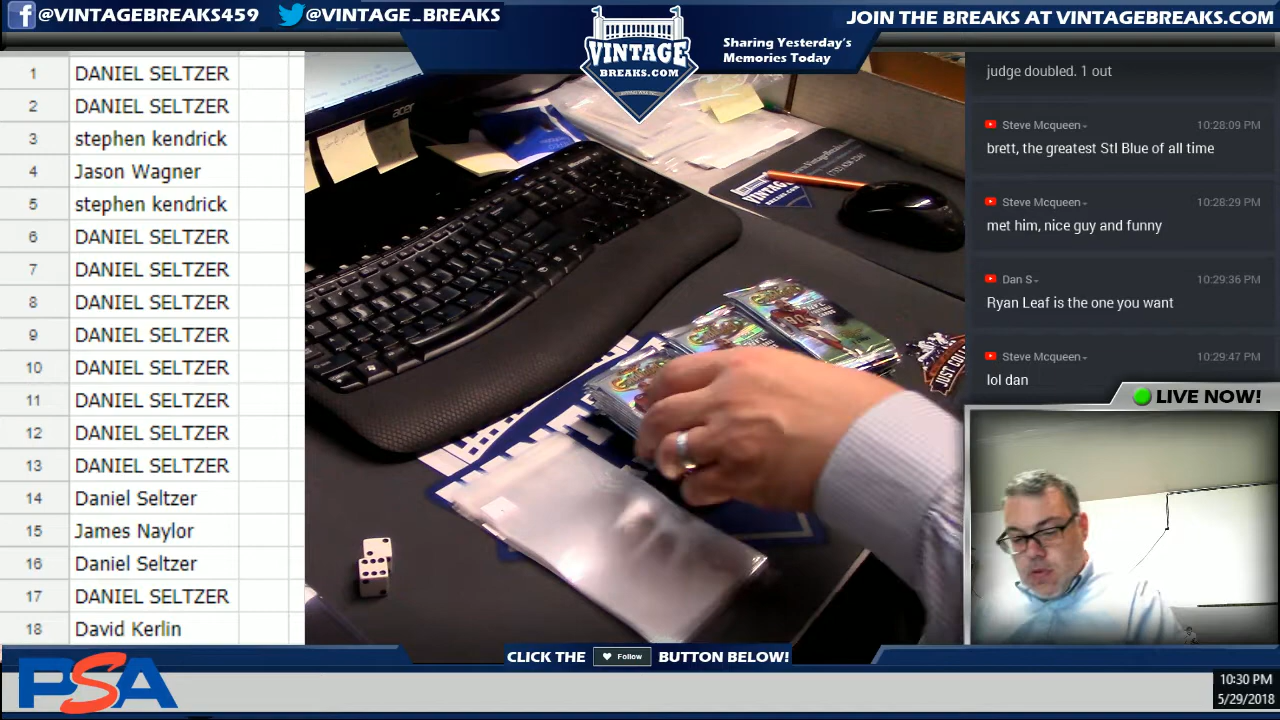 @VINTAGEBREAKS459
@VINTAGE_BREAKS
VINTAGE
BREAKS.COM
Sharing Yesterday's
Memories Today
JOIN THE BREAKS AT VINTAGEBREAKS.COM
1 DANIEL SELTZER
2 DANIEL SELTZER
3 stephen kendrick
4 Jason Wagner
5 stephen kendrick
6 DANIEL SELTZER
7 DANIEL SELTZER
8 DANIEL SELTZER
9 DANIEL SELTZER
10 DANIEL SELTZER
11 DANIEL SELTZER
12 DANIEL SELTZER
13 DANIEL SELTZER
14 Daniel Seltzer
15 James Naylor
16 Daniel Seltzer
17 DANIEL SELTZER
18 David Kerlin
acer
VINTAGE
JUST COLL
judge doubled. 1 out
Steve Mcqueen 10:28:09 PM
brett, the greatest Stl Blue of all time
Steve Mcqueen 10:28:29 PM
met him, nice guy and funny
Dan S 10:29:36 PM
Ryan Leaf is the one you want
Steve Mcqueen 10:29:47 PM
lol dan
LIVE NOW!
CLICK THE Follow BUTTON BELOW!
PSA
10:30 PM
5/29/2018